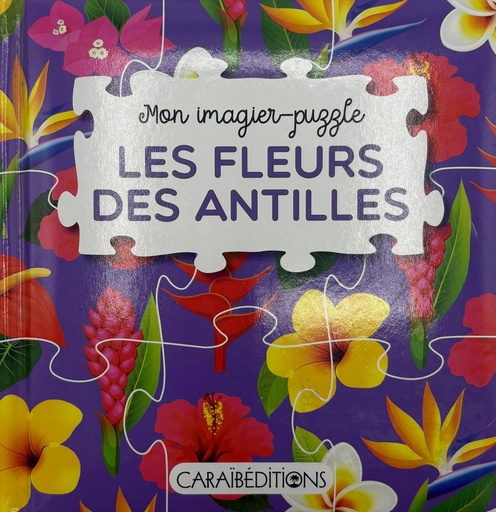 Mon imagier-puzzle
LES FLEURS
DES ANTILLES
CARAÏBÉDITIONS